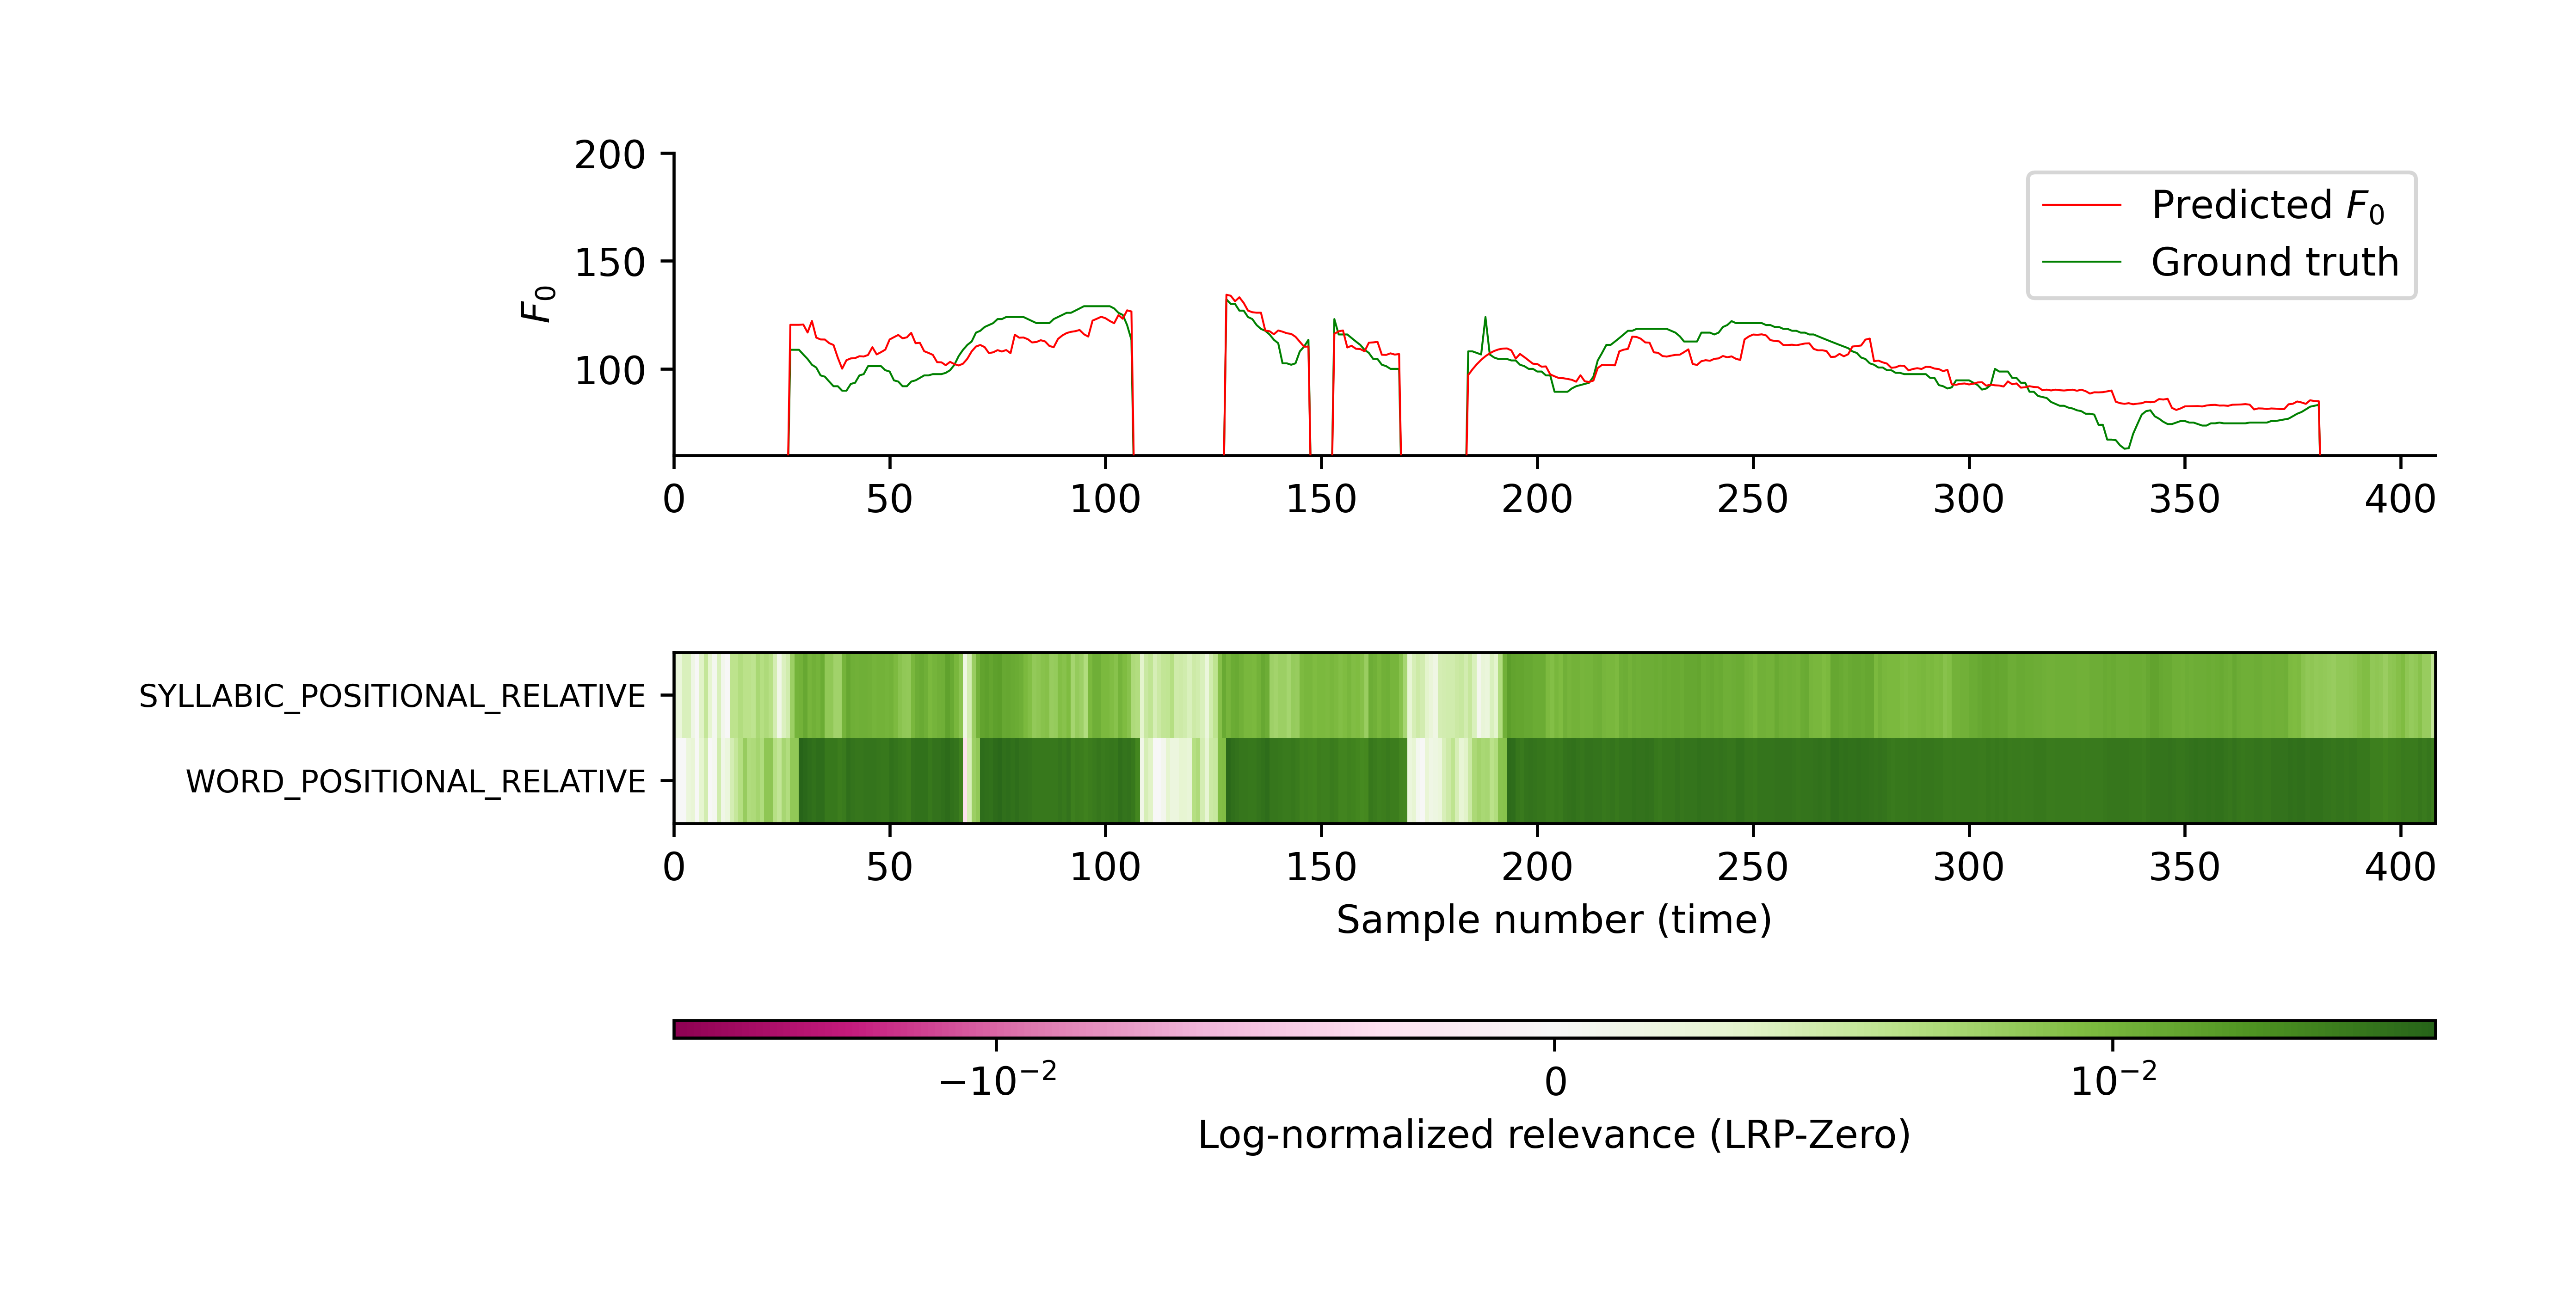 200
150
100
F₀
Predicted F₀
Ground truth
0 50 100 150 200 250 300 350 400
SYLLABIC_POSITIONAL_RELATIVE
WORD_POSITIONAL_RELATIVE
0 50 100 150 200 250 300 350 400
Sample number (time)
−10⁻² 0 10⁻²
Log-normalized relevance (LRP-Zero)